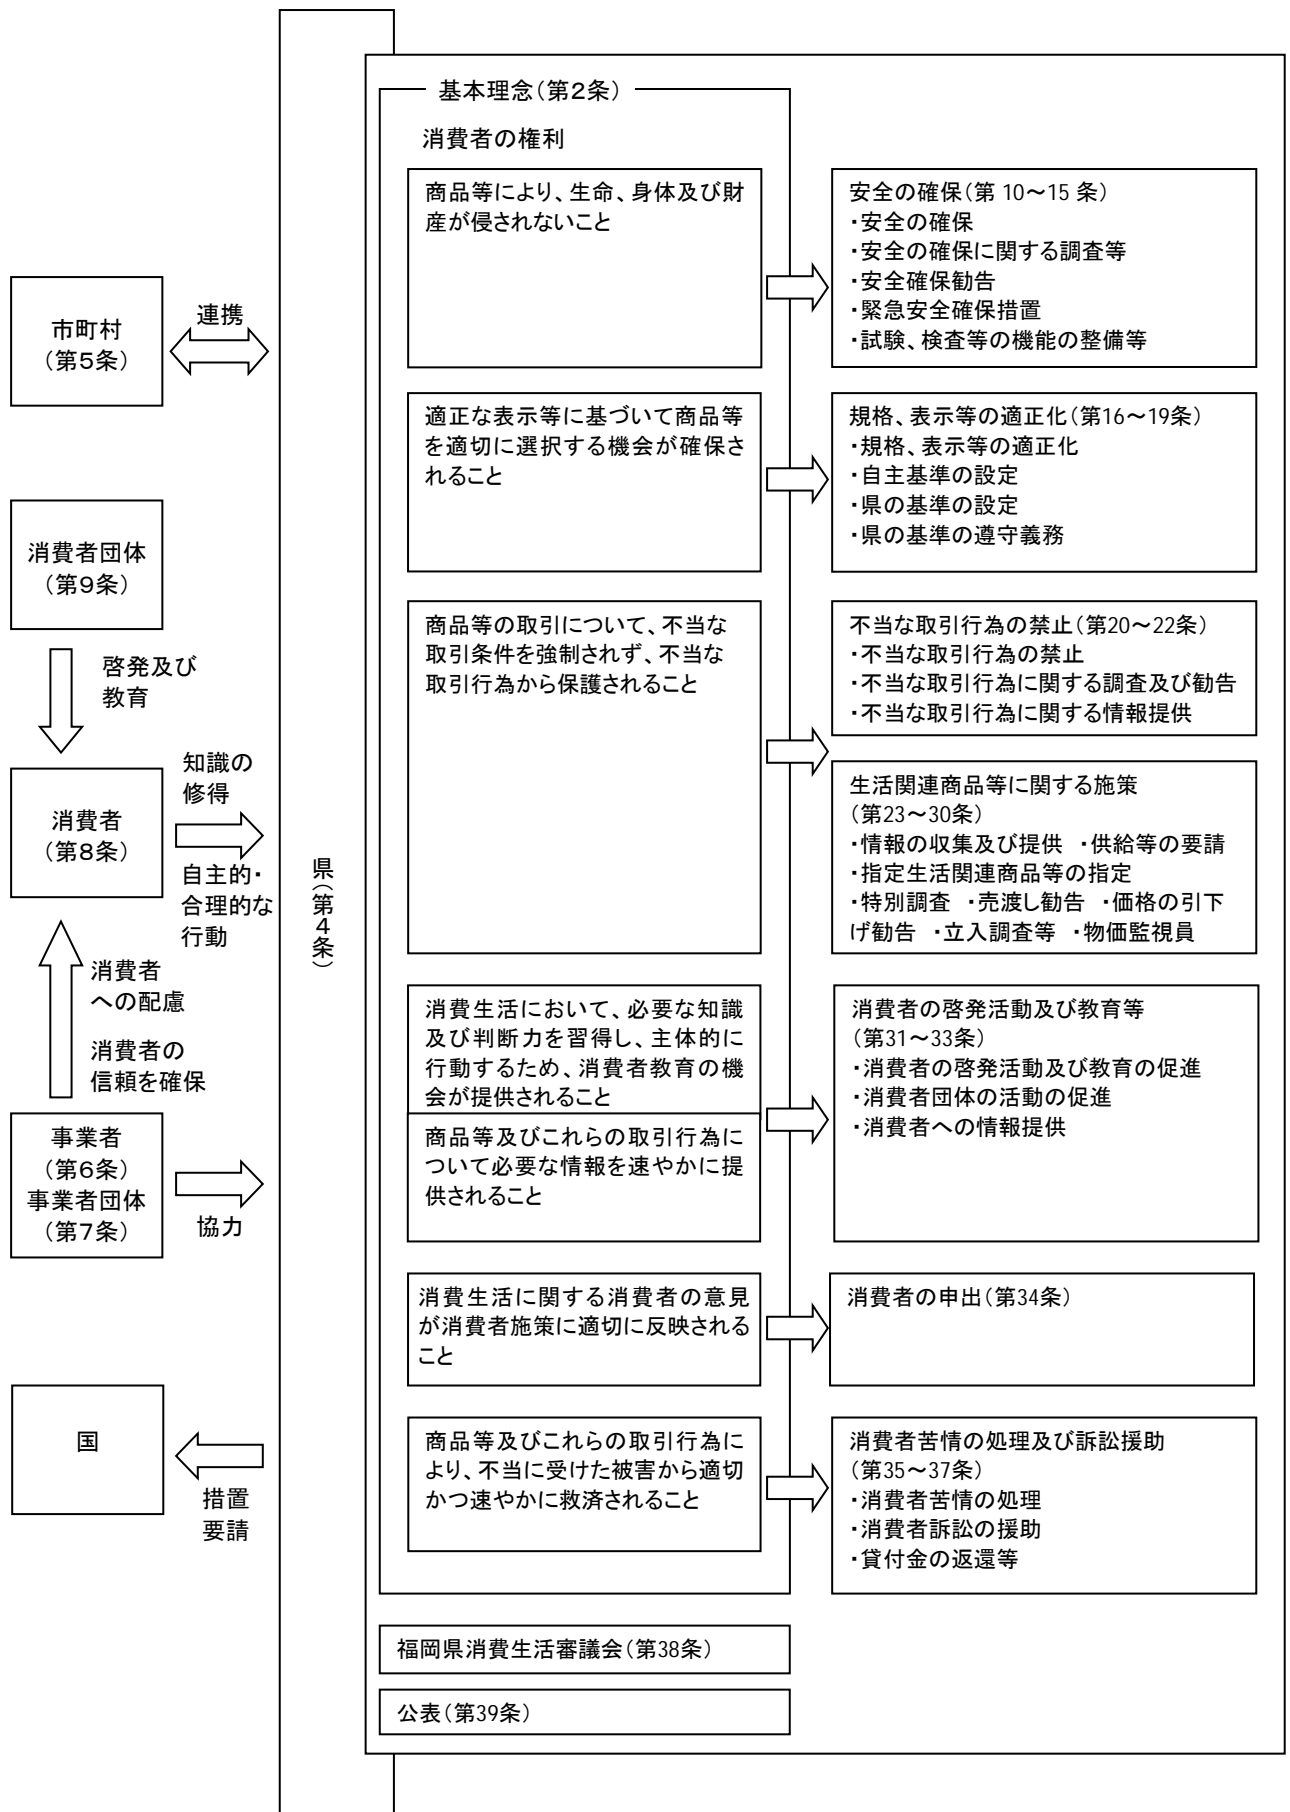 市町村
（第５条）
連携
消費者団体
（第９条）
啓発及び
教育
消費者
（第８条）
知識の
修得
自主的・
合理的な
行動
消費者
への配慮
消費者の
信頼を確保
事業者
（第６条）
事業者団体
（第７条）
協力
国
措置
要請
県（第４条）
基本理念（第２条）
消費者の権利
商品等により、生命、身体及び財
産が侵されないこと
安全の確保（第 10～15 条）
・安全の確保
・安全の確保に関する調査等
・安全確保勧告
・緊急安全確保措置
・試験、検査等の機能の整備等
適正な表示等に基づいて商品等
を適切に選択する機会が確保さ
れること
規格、表示等の適正化（第16～19条）
・規格、表示等の適正化
・自主基準の設定
・県の基準の設定
・県の基準の遵守義務
商品等の取引について、不当な
取引条件を強制されず、不当な
取引行為から保護されること
不当な取引行為の禁止（第20～22条）
・不当な取引行為の禁止
・不当な取引行為に関する調査及び勧告
・不当な取引行為に関する情報提供
生活関連商品等に関する施策
（第23～30条）
・情報の収集及び提供 ・供給等の要請
・指定生活関連商品等の指定
・特別調査 ・売渡し勧告 ・価格の引下
げ勧告 ・立入調査等 ・物価監視員
消費生活において、必要な知識
及び判断力を習得し、主体的に
行動するため、消費者教育の機
会が提供されること
商品等及びこれらの取引行為に
ついて必要な情報を速やかに提
供されること
消費者の啓発活動及び教育等
（第31～33条）
・消費者の啓発活動及び教育の促進
・消費者団体の活動の促進
・消費者への情報提供
消費生活に関する消費者の意見
が消費者施策に適切に反映される
こと
消費者の申出（第34条）
商品等及びこれらの取引行為に
より、不当に受けた被害から適切
かつ速やかに救済されること
消費者苦情の処理及び訴訟援助
（第35～37条）
・消費者苦情の処理
・消費者訴訟の援助
・貸付金の返還等
福岡県消費生活審議会（第38条）
公表（第39条）